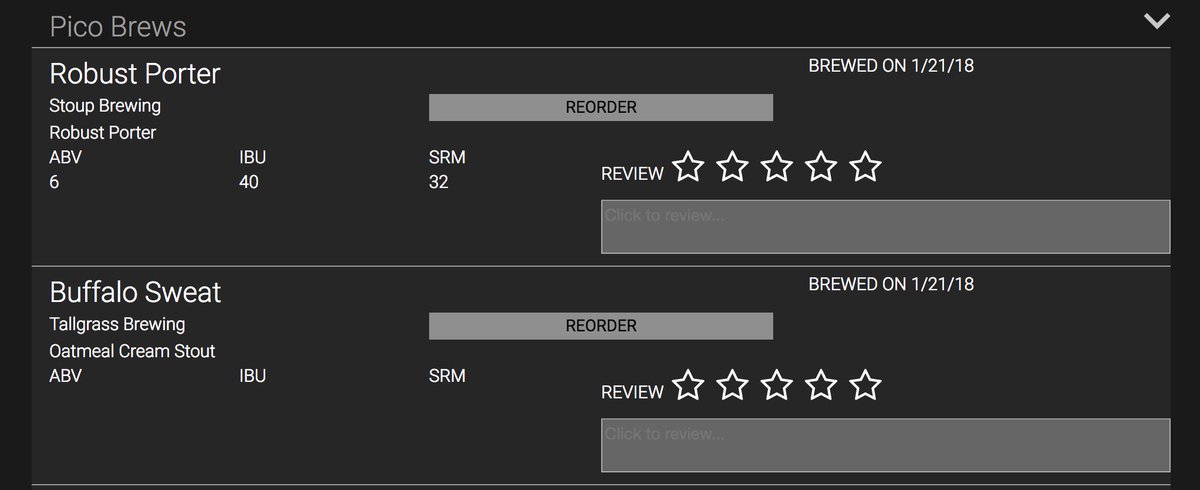 Pico Brews
Robust Porter
BREWED ON 1/21/18
Stoup Brewing
REORDER
Robust Porter
ABV IBU SRM
6 40 32
REVIEW
Click to review...
Buffalo Sweat
BREWED ON 1/21/18
Tallgrass Brewing
REORDER
Oatmeal Cream Stout
ABV IBU SRM
REVIEW
Click to review...